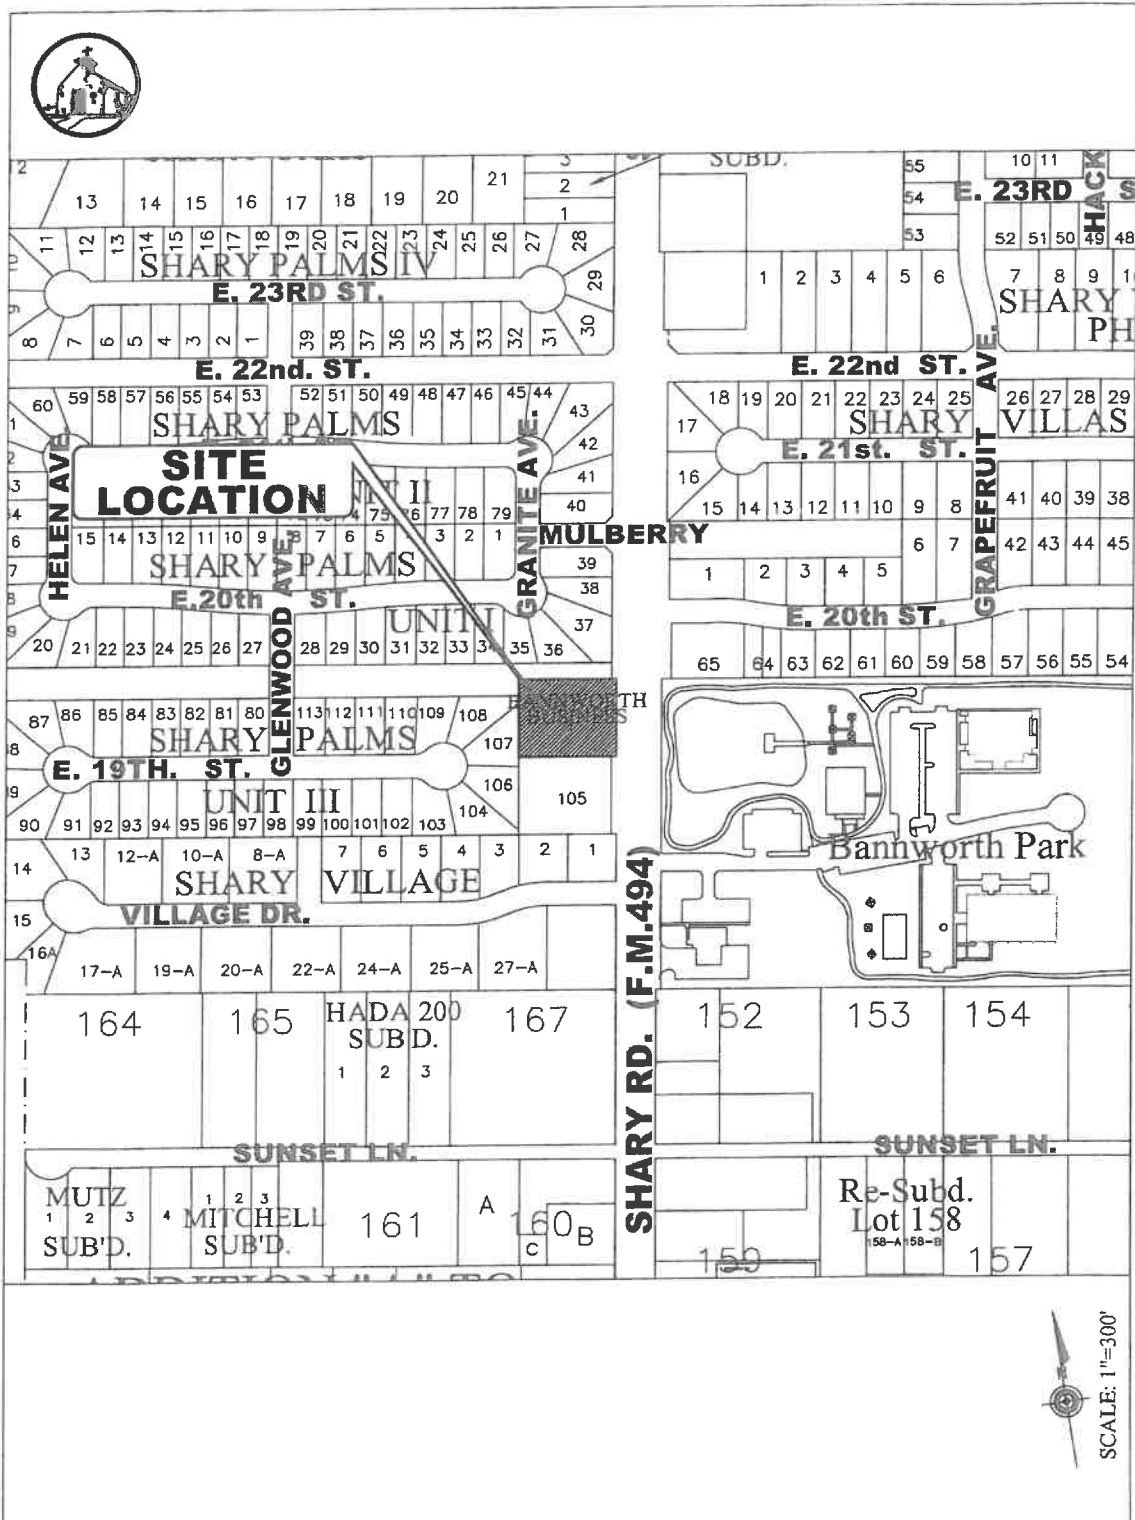 SUBD.
13 14 15 16 17 18 19 20 21
3
2
1
55
54
53
10 11
E. 23RD
HACK
11 12 13 14 15 16 17 18 19 20 21 22 23 24 25 26 27 28
SHARY PALMS IV
29
30
E. 23RD ST.
8 7 6 5 4 3 2 1 39 38 37 36 35 34 33 32 31
52 51 50 49 48
1 2 3 4 5 6
7 8 9
SHARY
PH
E. 22nd. ST.
E. 22nd ST.
60 59 58 57 56 55 54 53 52 51 50 49 48 47 46 45 44
43
42
41
40
SHARY PALMS
17 18 19 20 21 22 23 24 25 26 27 28 29
SHARY VILLAS
E. 21st. ST.
SITE
LOCATION
HELEN AVE.
GRANITE AVE.
GRAPEFRUIT AVE.
UNIT II
75 76 77 78 79
16
15 14 13 12 11 10 9 8
41 40 39 38
MULBERRY
15 14 13 12 11 10 9 8 7 6 5 3 2 1
39
38
37
6 7 42 43 44 45
SHARY PALMS
1 2 3 4 5
E.20th ST.
E. 20th ST.
UNIT I
GLENWOOD AVE.
20 21 22 23 24 25 26 27 28 29 30 31 32 33 34 35 36
65 64 63 62 61 60 59 58 57 56 55 54
BANNWORTH
BUSINESS
87 86 85 84 83 82 81 80 113 112 111 110 109 108
107
106
105
104
SHARY PALMS
E. 19TH. ST.
UNIT III
90 91 92 93 94 95 96 97 98 99 100 101 102 103
Bannworth Park
14 13 12-A 10-A 8-A 7 6 5 4 3 2 1
SHARY VILLAGE
15
VILLAGE DR.
16A
17-A 19-A 20-A 22-A 24-A 25-A 27-A
SHARY RD. (F.M.494)
164 165 167
HADA 200
SUBD.
1 2 3
152 153 154
SUNSET LN.
SUNSET LN.
MUTZ
1 2 3
SUB'D.
4
1 2 3
MITCHELL
SUB'D.
161
A
160
B
C
Re-Subd.
Lot 158
158-A 158-B
159
157
N
SCALE: 1"=300'